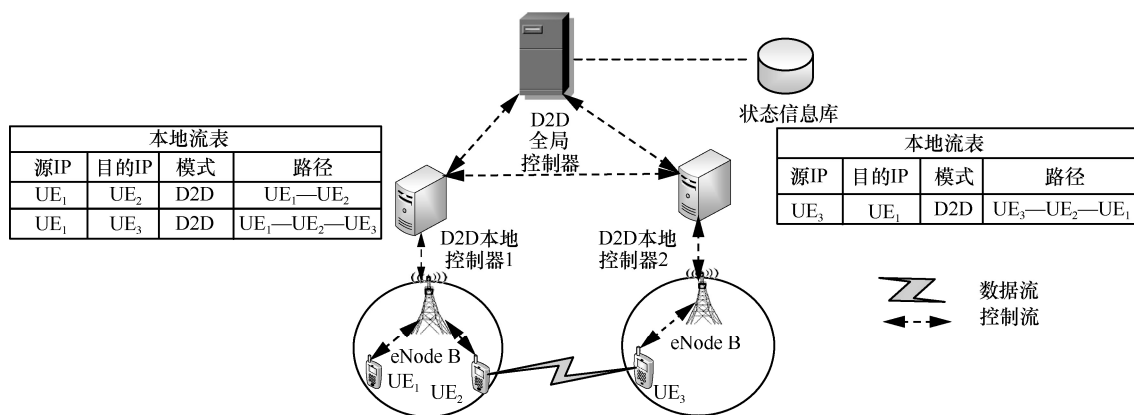 D2D
全局
控制器
状态信息库
本地流表
源IP 目的IP 模式 路径
UE₁ UE₂ D2D UE₁—UE₂
UE₁ UE₃ D2D UE₁—UE₂—UE₃
本地流表
源IP 目的IP 模式 路径
UE₃ UE₁ D2D UE₃—UE₂—UE₁
D2D本地
控制器1
D2D本地
控制器2
数据流
控制流
eNode B
UE₁
UE₂
eNode B
UE₃